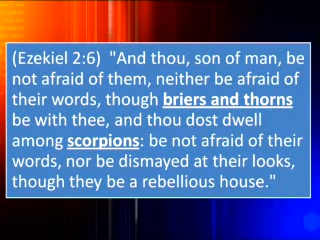 (Ezekiel 2:6)  "And thou, son of man, be
not afraid of them, neither be afraid of
their words, though briers and thorns
be with thee, and thou dost dwell
among scorpions: be not afraid of their
words, nor be dismayed at their looks,
though they be a rebellious house."